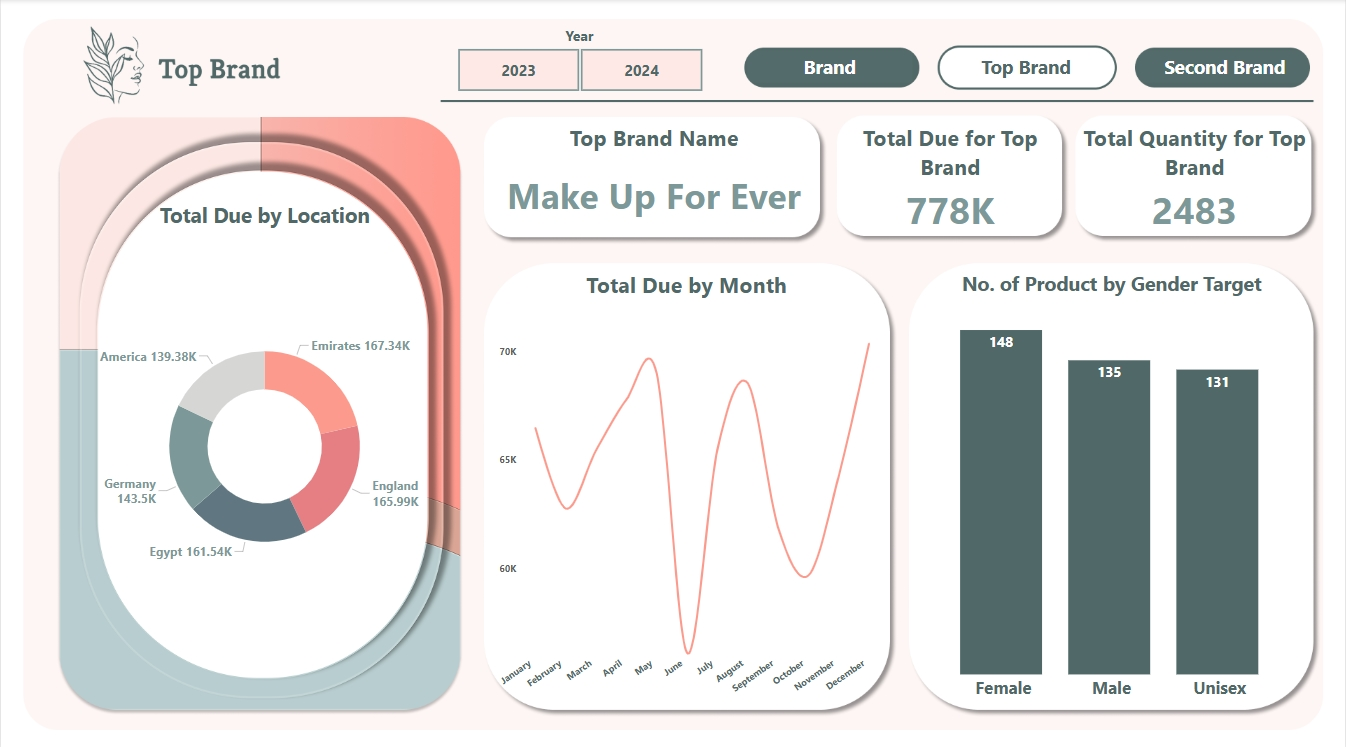 Top Brand
Year
2023
2024
Brand
Top Brand
Second Brand
Total Due by Location
America 139.38K
Emirates 167.34K
Germany
143.5K
England
165.99K
Egypt 161.54K
Top Brand Name
Make Up For Ever
Total Due for Top
Brand
778K
Total Quantity for Top
Brand
2483
Total Due by Month
70K
65K
60K
January
February
March
April
May
June
July
August
September
October
November
December
No. of Product by Gender Target
148
135
131
Female
Male
Unisex